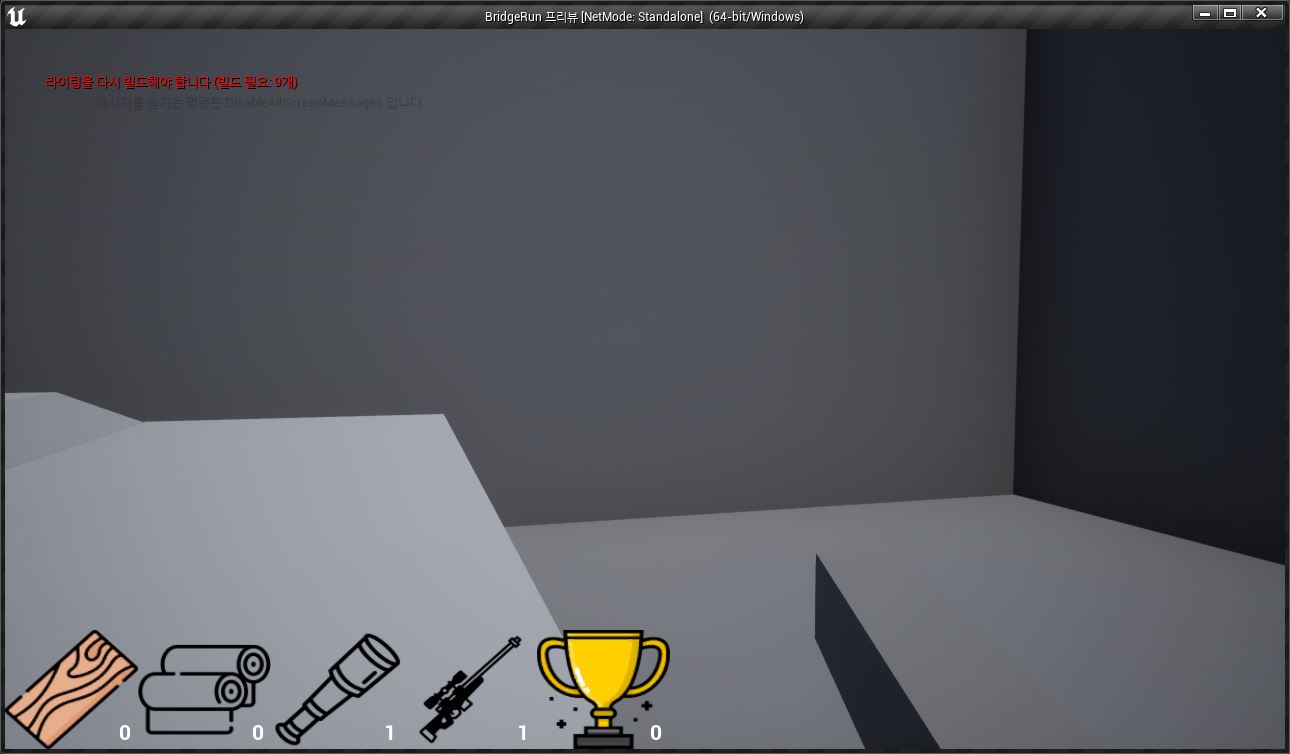 BridgeRun 프리뷰 [NetMode: Standalone] (64-bit/Windows)
라이팅을 다시 빌드해야 합니다 (빌드 필요: 9개)
메시지를 숨기는 명령은 DisableAllScreenMessages 입니다.
0 0 1 1 0